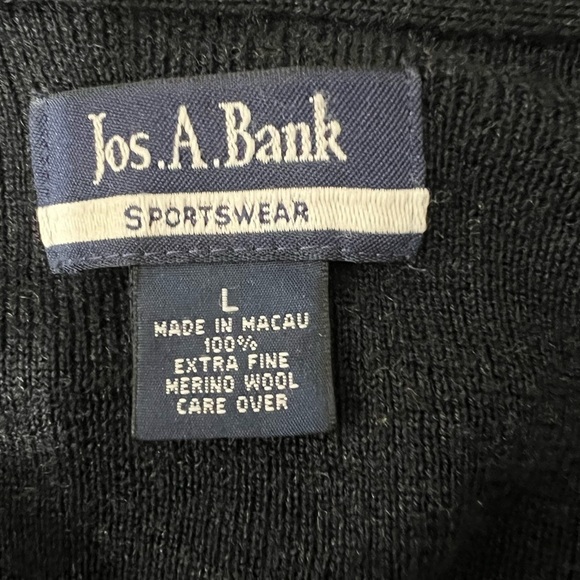 Jos. A. Bank
SPORTSWEAR
L
MADE IN MACAU
100%
EXTRA FINE
MERINO WOOL
CARE OVER